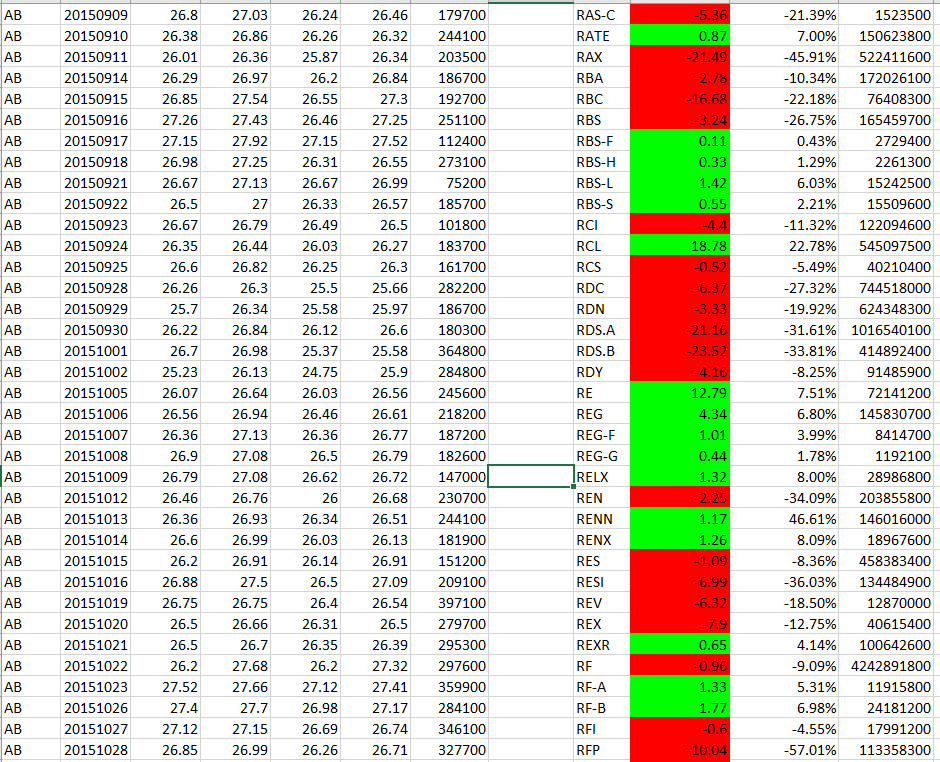 AB 20150909 26.8 27.03 26.24 26.46 179700 RAS-C -5.36 -21.39% 1523500
AB 20150910 26.38 26.86 26.26 26.32 244100 RATE 0.87 7.00% 150623800
AB 20150911 26.01 26.36 25.87 26.34 203500 RAX -21.49 -45.91% 522411600
AB 20150914 26.29 26.97 26.2 26.84 186700 RBA -2.78 -10.34% 172026100
AB 20150915 26.85 27.54 26.55 27.3 192700 RBC -16.68 -22.18% 76408300
AB 20150916 27.26 27.43 26.46 27.25 251100 RBS -3.24 -26.75% 165459700
AB 20150917 27.15 27.92 27.15 27.52 112400 RBS-F 0.11 0.43% 2729400
AB 20150918 26.98 27.25 26.31 26.55 273100 RBS-H 0.33 1.29% 2261300
AB 20150921 26.67 27.13 26.67 26.99 75200 RBS-L 1.42 6.03% 15242500
AB 20150922 26.5 27 26.33 26.57 185700 RBS-S 0.55 2.21% 15509600
AB 20150923 26.67 26.79 26.49 26.5 101800 RCI -4.4 -11.32% 122094600
AB 20150924 26.35 26.44 26.03 26.27 183700 RCL 18.78 22.78% 545097500
AB 20150925 26.6 26.82 26.25 26.3 161700 RCS -0.52 -5.49% 40210400
AB 20150928 26.26 26.3 25.5 25.66 282200 RDC -6.37 -27.32% 744518000
AB 20150929 25.7 26.34 25.58 25.97 186700 RDN -3.33 -19.92% 624348300
AB 20150930 26.22 26.84 26.12 26.6 180300 RDS.A -21.16 -31.61% 1016540100
AB 20151001 26.7 26.98 25.37 25.58 364800 RDS.B -23.52 -33.81% 414892400
AB 20151002 25.23 26.13 24.75 25.9 284800 RDY -4.16 -8.25% 91485900
AB 20151005 26.07 26.64 26.03 26.56 245600 RE 12.79 7.51% 72141200
AB 20151006 26.56 26.94 26.46 26.61 218200 REG 4.34 6.80% 145830700
AB 20151007 26.36 27.13 26.36 26.77 187200 REG-F 1.01 3.99% 8414700
AB 20151008 26.9 27.08 26.5 26.79 182600 REG-G 0.44 1.78% 1192100
AB 20151009 26.79 27.08 26.62 26.72 147000 RELX 1.32 8.00% 28986800
AB 20151012 26.46 26.76 26 26.68 230700 REN -2.25 -34.09% 203855800
AB 20151013 26.36 26.93 26.34 26.51 244100 RENN 1.17 46.61% 146016000
AB 20151014 26.6 26.99 26.03 26.13 181900 RENX 1.26 8.09% 18967600
AB 20151015 26.2 26.91 26.14 26.91 151200 RES -1.09 -8.36% 458383400
AB 20151016 26.88 27.5 26.5 27.09 209100 RESI -6.99 -36.03% 134484900
AB 20151019 26.75 26.75 26.4 26.54 397100 REV -6.32 -18.50% 12870000
AB 20151020 26.5 26.66 26.31 26.5 279700 REX -7.9 -12.75% 40615400
AB 20151021 26.5 26.7 26.35 26.39 295300 REXR 0.65 4.14% 100642600
AB 20151022 26.2 27.68 26.2 27.32 297600 RF -0.96 -9.09% 4242891800
AB 20151023 27.52 27.66 27.12 27.41 359900 RF-A 1.33 5.31% 11915800
AB 20151026 27.4 27.7 26.98 27.17 284100 RF-B 1.77 6.98% 24181200
AB 20151027 27.12 27.15 26.69 26.74 346100 RFI -0.6 -4.55% 17991200
AB 20151028 26.85 26.99 26.26 26.71 327700 RFP -10.04 -57.01% 113358300